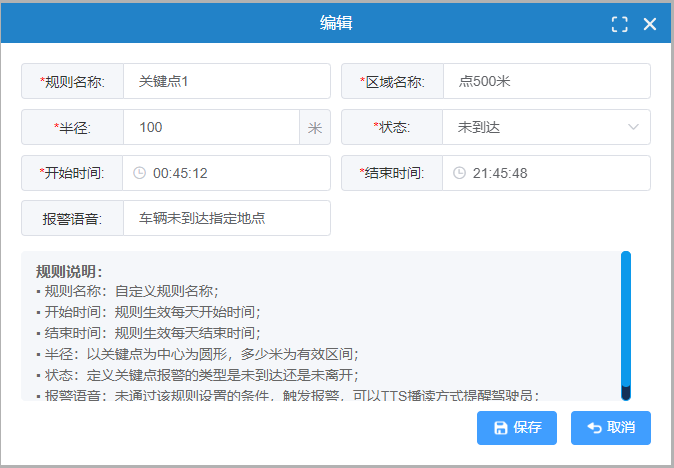 编辑
*规则名称: 关键点1 *区域名称: 点500米
*半径: 100 米 *状态: 未到达
*开始时间: 00:45:12 *结束时间: 21:45:48
报警语音: 车辆未到达指定地点
规则说明：
▪ 规则名称：自定义规则名称；
▪ 开始时间：规则生效每天开始时间；
▪ 结束时间：规则生效每天结束时间；
▪ 半径：以关键点为中心为圆形，多少米为有效区间；
▪ 状态：定义关键点报警的类型是未到达还是未离开；
▪ 报警语音：未通过该规则设置的条件，触发报警，可以TTS播读方式提醒驾驶员；
保存 取消